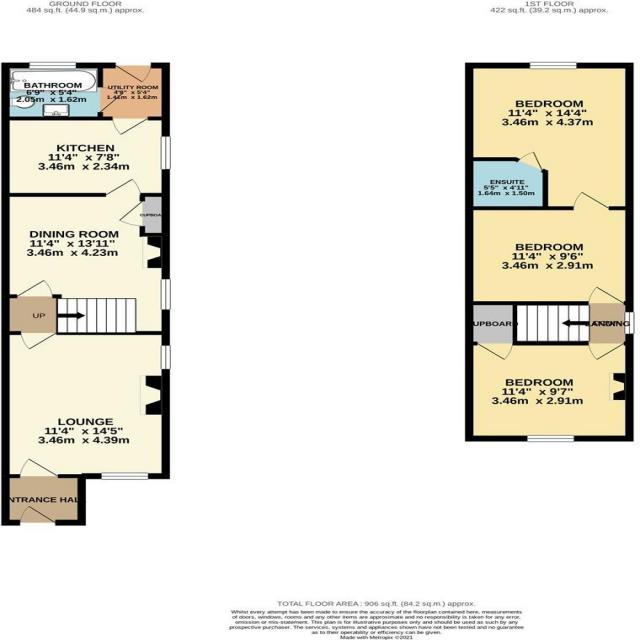 GROUND FLOOR
484 sq.ft. (44.9 sq.m.) approx.
1ST FLOOR
422 sq.ft. (39.2 sq.m.) approx.
BATHROOM
6'9" x 5'4"
2.05m x 1.62m
UTILITY ROOM
4'8" x 5'4"
1.41m x 1.62m
KITCHEN
11'4" x 7'8"
3.46m x 2.34m
CUPBOA
DINING ROOM
11'4" x 13'11"
3.46m x 4.23m
UP
LOUNGE
11'4" x 14'5"
3.46m x 4.39m
NTRANCE HAL
BEDROOM
11'4" x 14'4"
3.46m x 4.37m
ENSUITE
5'5" x 4'11"
1.64m x 1.50m
BEDROOM
11'4" x 9'6"
3.46m x 2.91m
UPBOARD
LANDING
BEDROOM
11'4" x 9'7"
3.46m x 2.91m
TOTAL FLOOR AREA : 906 sq.ft. (84.2 sq.m.) approx.
Whilst every attempt has been made to ensure the accuracy of the floorplan contained here, measurements
of doors, windows, rooms and any other items are approximate and no responsibility is taken for any error,
omission or mis-statement. This plan is for illustrative purposes only and should be used as such by any
prospective purchaser. The services, systems and appliances shown have not been tested and no guarantee
as to their operability or efficiency can be given.
Made with Metropix ©2021